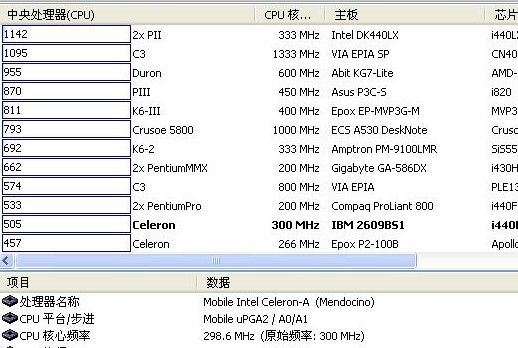 中央处理器(CPU) CPU 核... 主板 芯片
1142 2x PII 333 MHz Intel DK440LX i440L
1095 C3 1333 MHz VIA EPIA SP CN40
955 Duron 600 MHz Abit KG7-Lite AMD-
870 PIII 450 MHz Asus P3C-S i820
811 K6-III 400 MHz Epox EP-MVP3G-M MVP3
793 Crusoe 5800 1000 MHz ECS A530 DeskNote Crus
692 K6-2 333 MHz Amptron PM-9100LMR SiS55
662 2x PentiumMMX 200 MHz Gigabyte GA-586DX i430H
574 C3 800 MHz VIA EPIA PLE13
533 2x PentiumPro 200 MHz Compaq ProLiant 800 i440F
505 Celeron 300 MHz IBM 2609BS1 i440
457 Celeron 266 MHz Epox P2-100B Apollo
项目 数据
处理器名称 Mobile Intel Celeron-A (Mendocino)
CPU 平台/步进 Mobile uPGA2 / A0/A1
CPU 核心频率 298.6 MHz (原始频率: 300 MHz)